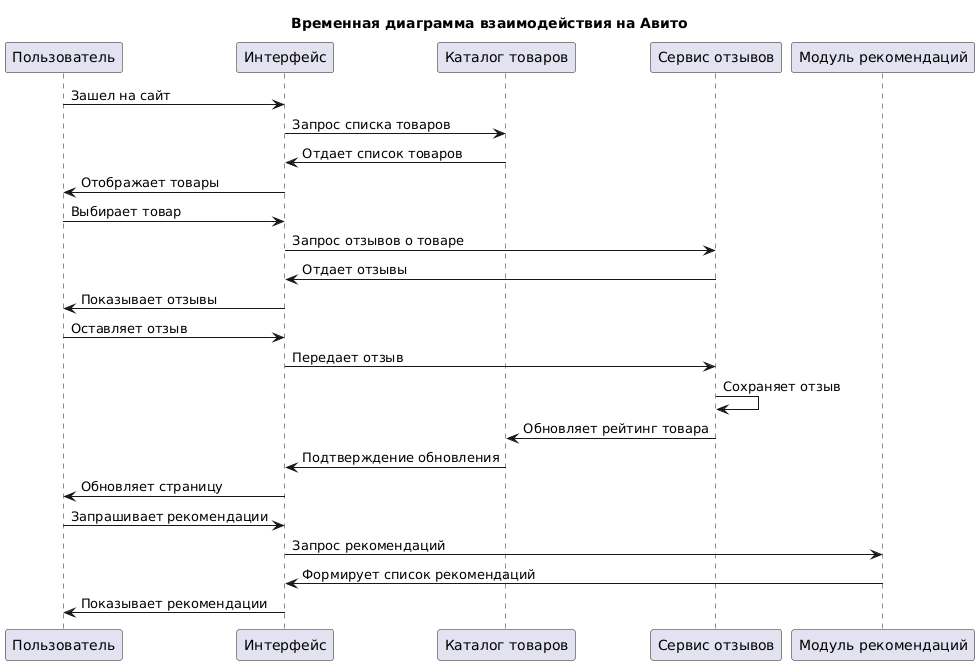 Временная диаграмма взаимодействия на Авито
Пользователь
Интерфейс
Каталог товаров
Сервис отзывов
Модуль рекомендаций
Зашел на сайт
Запрос списка товаров
Отдает список товаров
Отображает товары
Выбирает товар
Запрос отзывов о товаре
Отдает отзывы
Показывает отзывы
Оставляет отзыв
Передает отзыв
Сохраняет отзыв
Обновляет рейтинг товара
Подтверждение обновления
Обновляет страницу
Запрашивает рекомендации
Запрос рекомендаций
Формирует список рекомендаций
Показывает рекомендации
Пользователь
Интерфейс
Каталог товаров
Сервис отзывов
Модуль рекомендаций